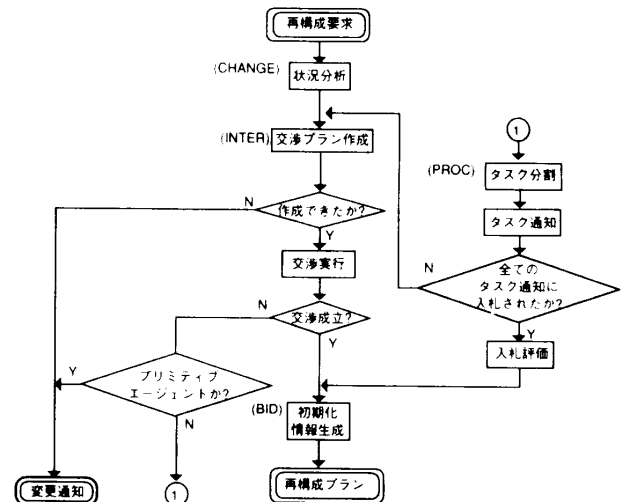 再構成要求
(CHANGE)
状況分析
(INTER)
交渉プラン作成
N
作成できたか?
Y
交渉実行
N
交渉成立?
Y
Y
プリミティブ
エージェントか?
N
(BID)
初期化
情報生成
変更通知
1
再構成プラン
1
(PROC)
タスク分割
タスク通知
N
全ての
タスク通知に
入札されたか?
Y
入札評価